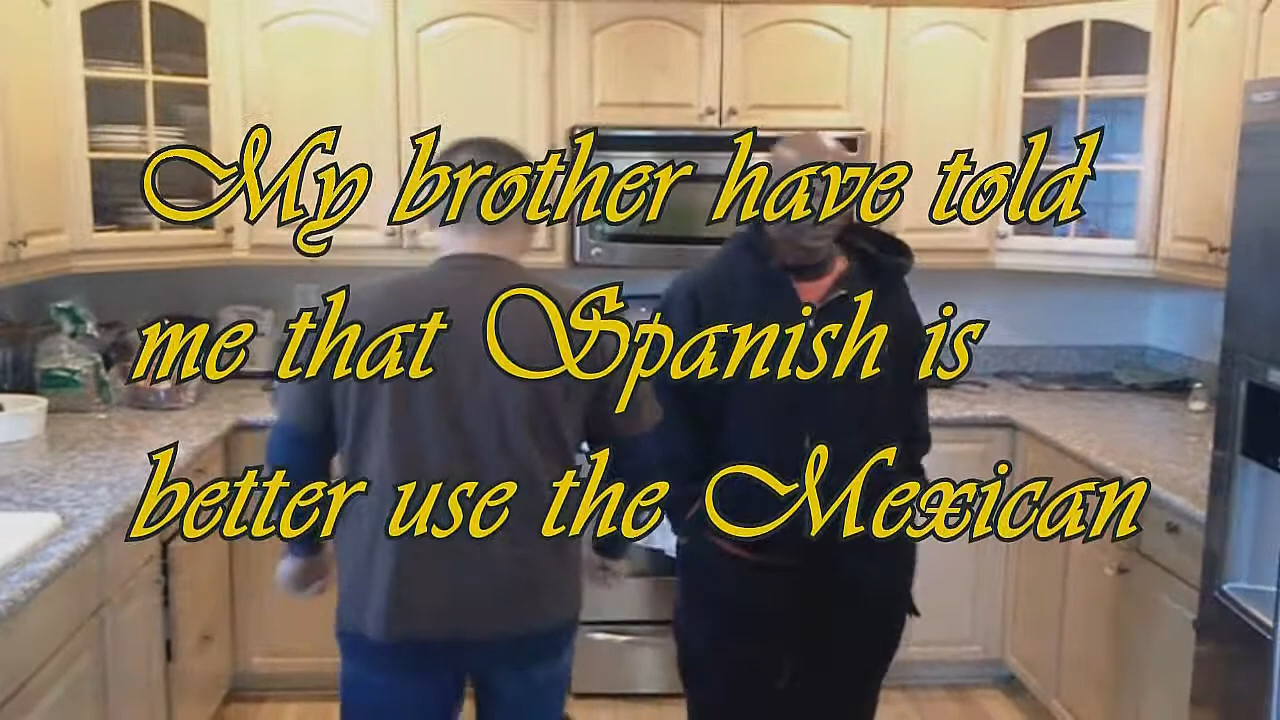 My brother have told
me that Spanish is
better use the Mexican